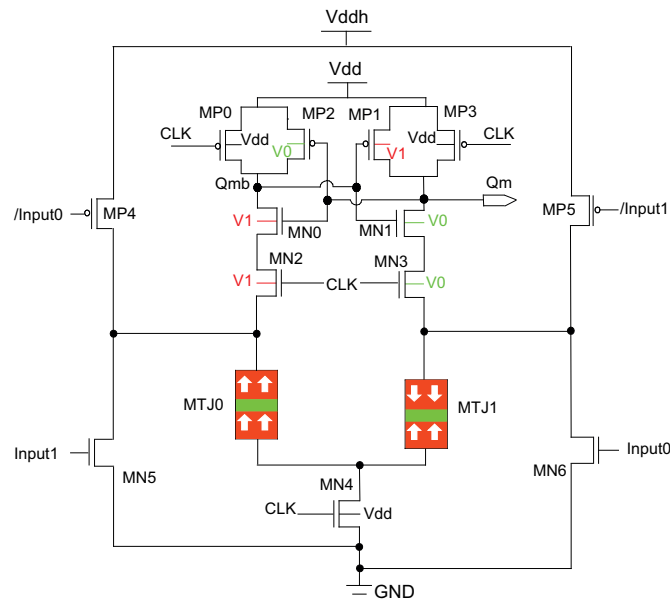 Vddh
Vdd
MP0 MP2 MP1 MP3
CLK Vdd V0 V1 Vdd CLK
Qmb Qm
/Input0 MP4 MP5 /Input1
V1 MN0 MN1 V0
MN2 MN3
V1 CLK V0
MTJ0 MTJ1
Input1 Input0
MN5 MN4 MN6
CLK Vdd
GND